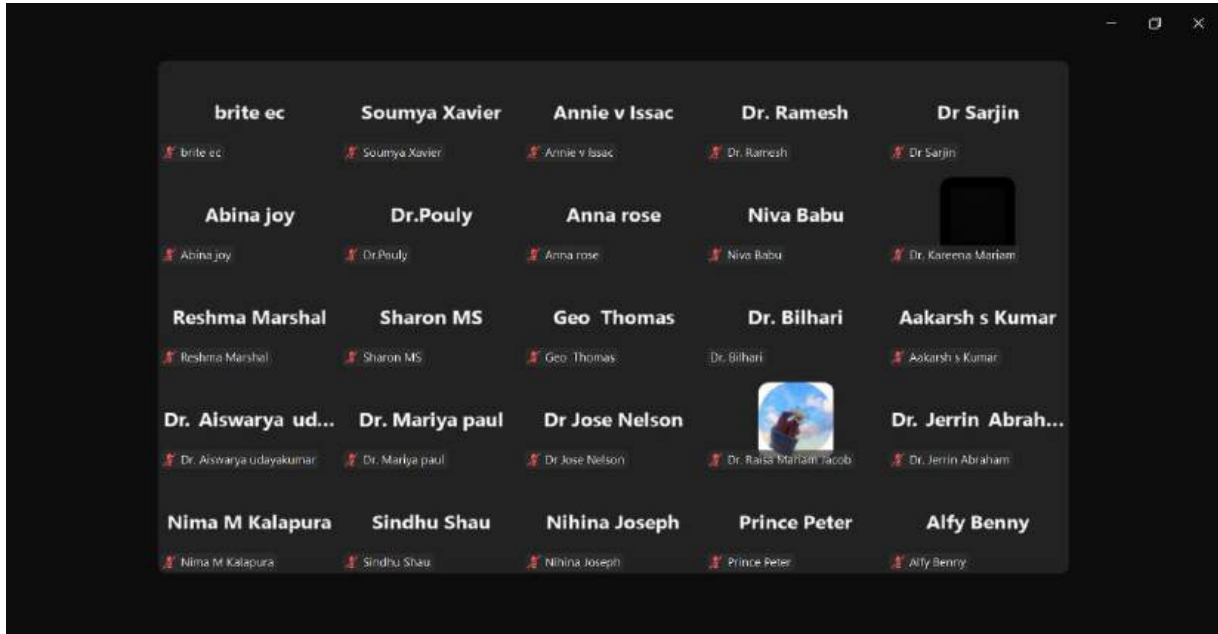 brite ec Soumya Xavier Annie v Issac Dr. Ramesh Dr Sarjin
brite ec Soumya Xavier Annie v Issac Dr. Ramesh Dr Sarjin
Abina joy Dr.Pouly Anna rose Niva Babu
Abina joy Dr.Pouly Anna rose Niva Babu Dr. Kareena Mariam
Reshma Marshal Sharon MS Geo Thomas Dr. Bilhari Aakarsh s Kumar
Reshma Marshal Sharon MS Geo Thomas Dr. Bilhari Aakarsh s Kumar
Dr. Aiswarya ud... Dr. Mariya paul Dr Jose Nelson Dr. Jerrin Abrah...
Dr. Aiswarya udayakumar Dr. Mariya paul Dr Jose Nelson Dr. Raisa Mariam Jacob Dr. Jerrin Abraham
Nima M Kalapura Sindhu Shau Nihina Joseph Prince Peter Alfy Benny
Nima M Kalapura Sindhu Shau Nihina Joseph Prince Peter Alfy Benny